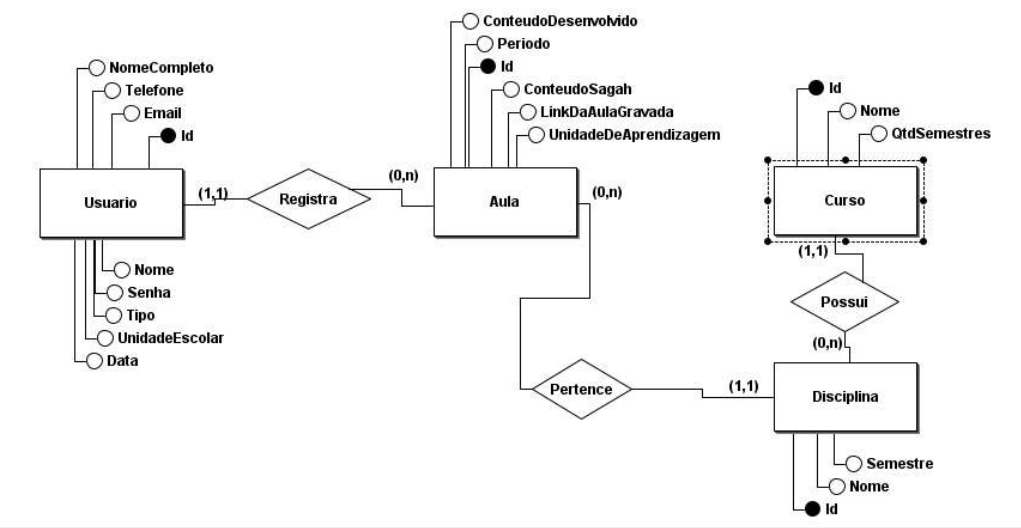 ConteudoDesenvolvido
Periodo
Id
ConteudoSagah
LinkDaAulaGravada
UnidadeDeAprendizagem
NomeCompleto
Telefone
Email
Id
Id
Nome
QtdSemestres
Usuario
(1,1)
Registra
(0,n)
Aula
(0,n)
Curso
(1,1)
Possui
(0,n)
Nome
Senha
Tipo
UnidadeEscolar
Data
Pertence
(1,1)
Disciplina
Semestre
Nome
Id